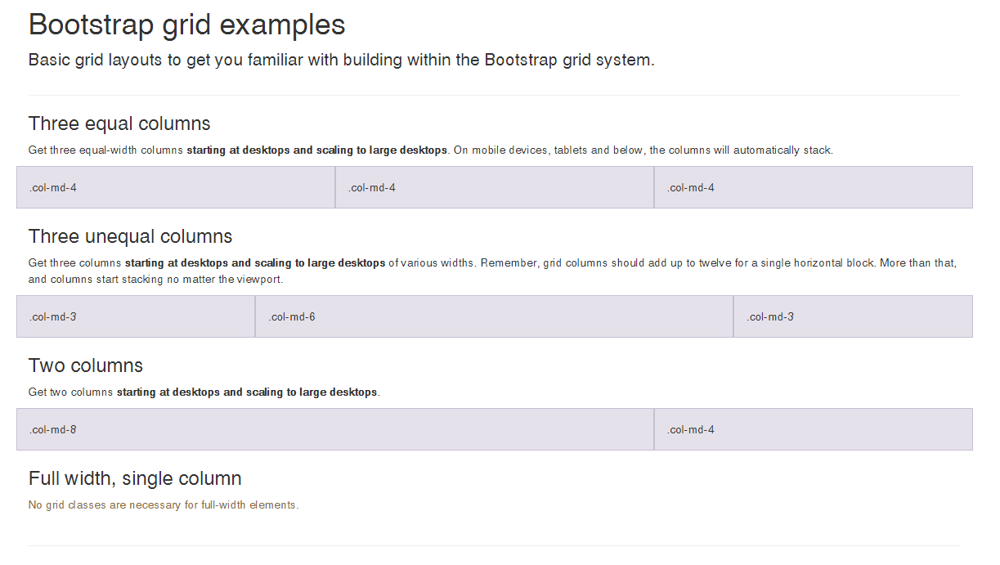 Bootstrap grid examples
Basic grid layouts to get you familiar with building within the Bootstrap grid system.
Three equal columns
Get three equal-width columns starting at desktops and scaling to large desktops. On mobile devices, tablets and below, the columns will automatically stack.
.col-md-4 .col-md-4 .col-md-4
Three unequal columns
Get three columns starting at desktops and scaling to large desktops of various widths. Remember, grid columns should add up to twelve for a single horizontal block. More than that,
and columns start stacking no matter the viewport.
.col-md-3 .col-md-6 .col-md-3
Two columns
Get two columns starting at desktops and scaling to large desktops.
.col-md-8 .col-md-4
Full width, single column
No grid classes are necessary for full-width elements.